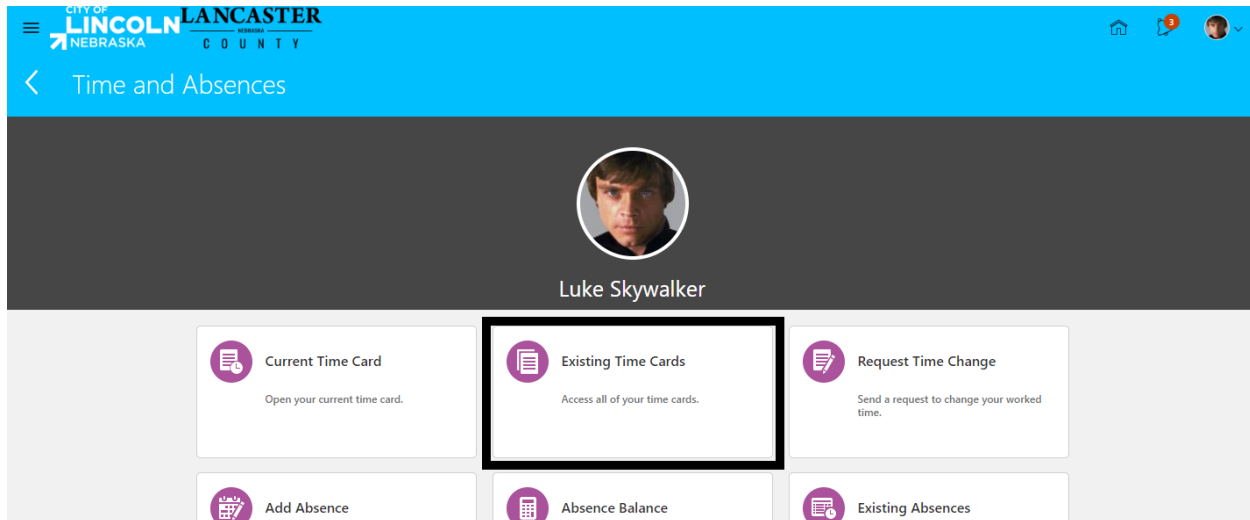 CITY OF
LINCOLN
NEBRASKA
LANCASTER
NEBRASKA
COUNTY
3
Time and Absences
Luke Skywalker
Current Time Card
Open your current time card.
Existing Time Cards
Access all of your time cards.
Request Time Change
Send a request to change your worked
time.
Add Absence
Absence Balance
Existing Absences